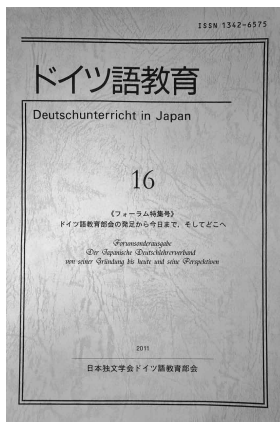 ISSN 1342-6575
ドイツ語教育
Deutschunterricht in Japan
16
《フォーラム特集号》
ドイツ語教育部会の発足から今日まで，そしてどこへ
Forumsonderausgabe
Der Japanische Deutschlehrerverband
von seiner Gründung bis heute und seine Perspektiven
2011
日本独文学会ドイツ語教育部会